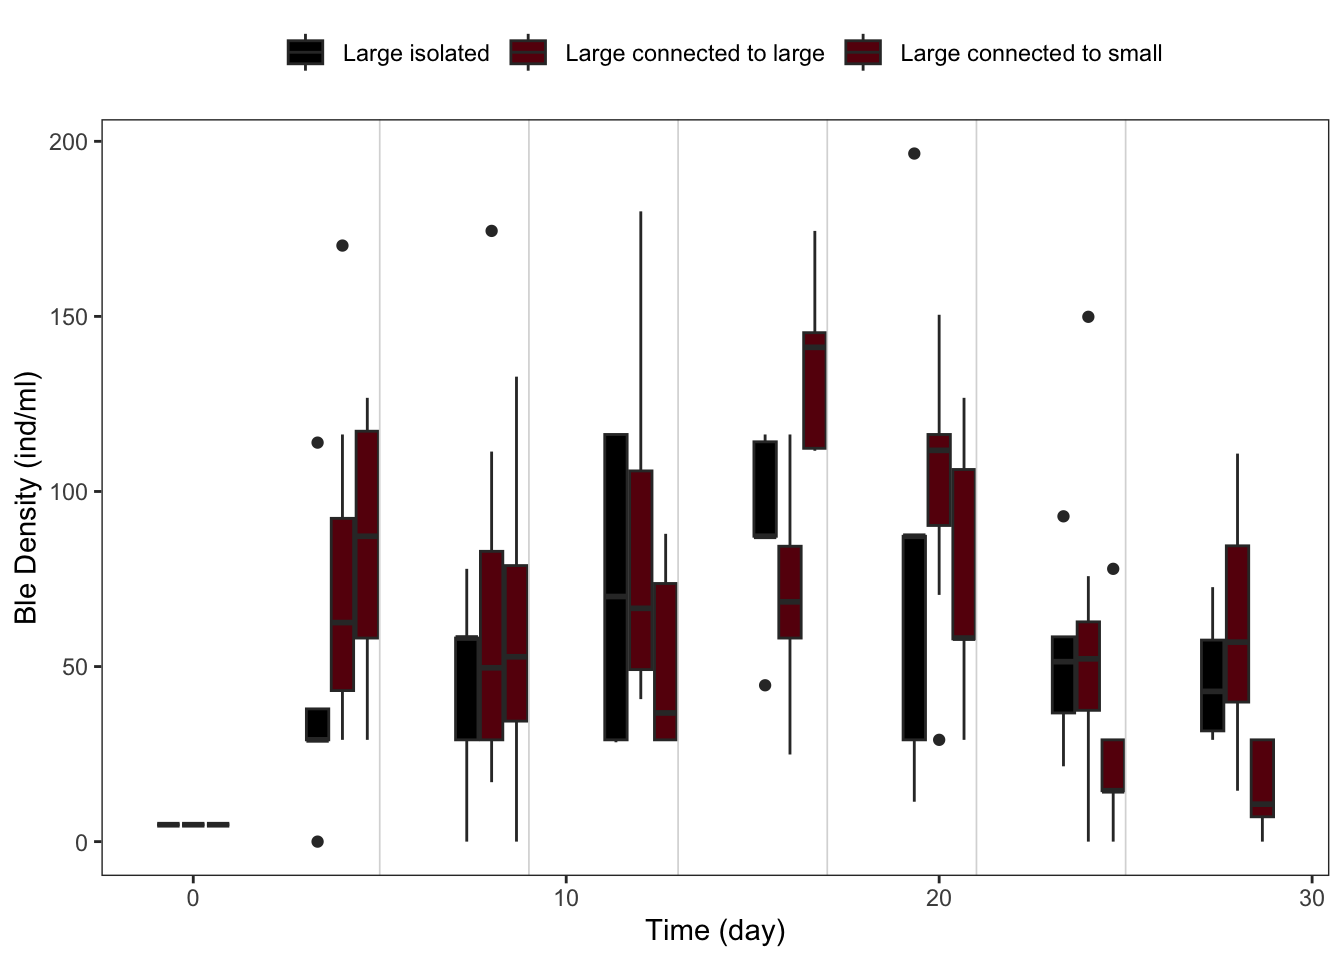 Large isolated Large connected to large Large connected to small
200
150
100
50
0
Ble Density (ind/ml)
0 10 20 30
Time (day)